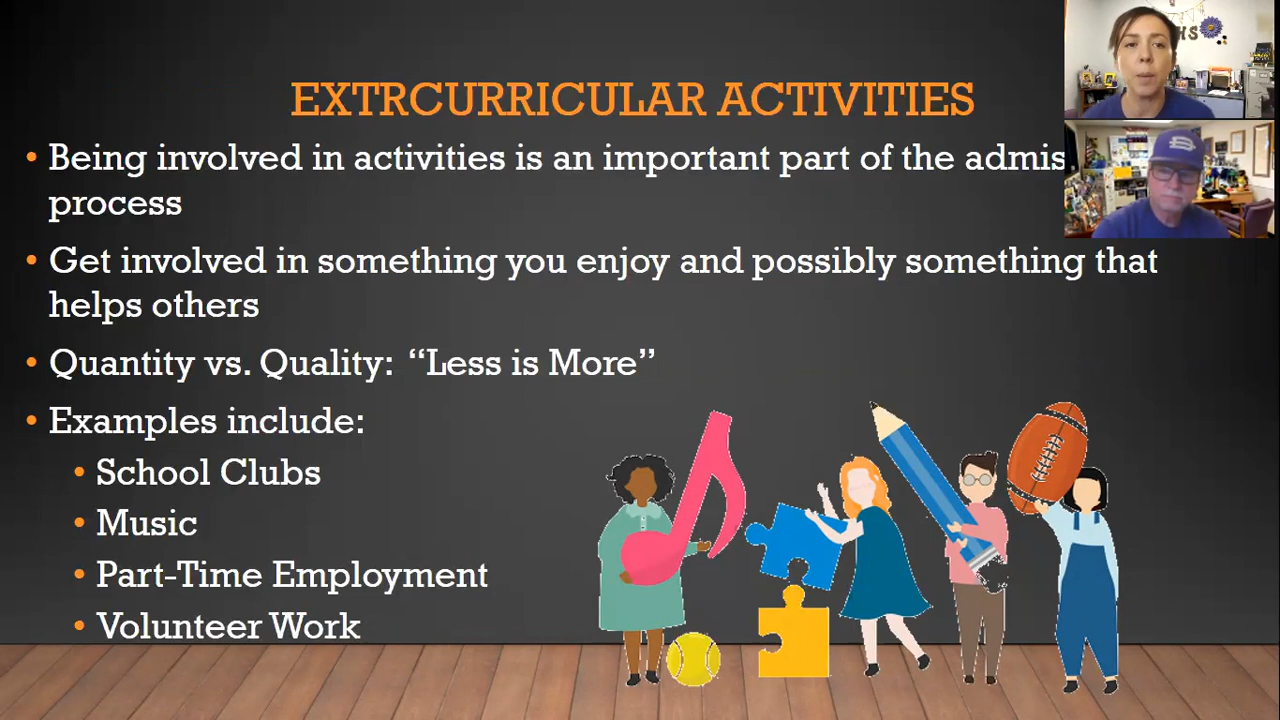 EXTRCURRICULAR ACTIVITIES
• Being involved in activities is an important part of the admis
process
• Get involved in something you enjoy and possibly something that
helps others
• Quantity vs. Quality: “Less is More”
• Examples include:
• School Clubs
• Music
• Part-Time Employment
• Volunteer Work
HS